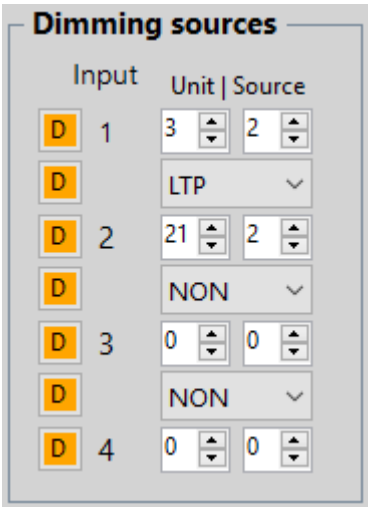 Dimming sources
Input Unit | Source
D 1 3 2
D LTP
D 2 21 2
D NON
D 3 0 0
D NON
D 4 0 0